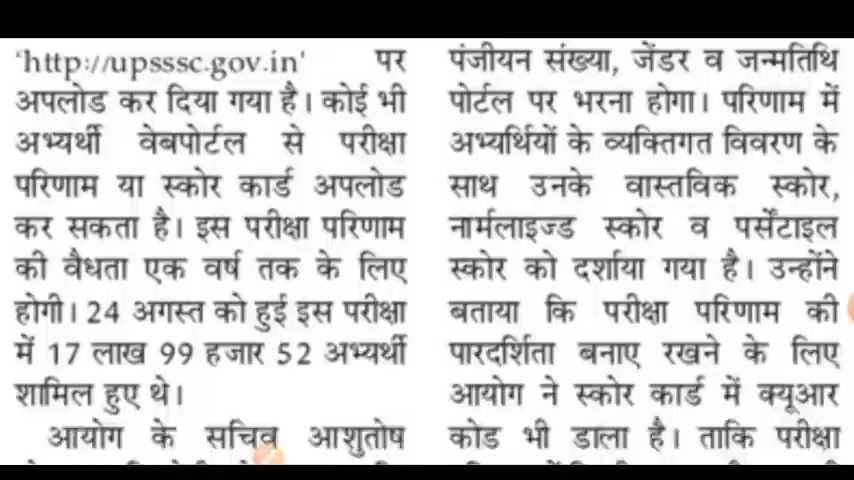 'http://upsssc.gov.in' पर
अपलोड कर दिया गया है। कोई भी
अभ्यर्थी वेबपोर्टल से परीक्षा
परिणाम या स्कोर कार्ड अपलोड
कर सकता है। इस परीक्षा परिणाम
की वैधता एक वर्ष तक के लिए
होगी। 24 अगस्त को हुई इस परीक्षा
में 17 लाख 99 हजार 52 अभ्यर्थी
शामिल हुए थे।
आयोग के सचिव आशुतोष
पंजीयन संख्या, जेंडर व जन्मतिथि
पोर्टल पर भरना होगा। परिणाम में
अभ्यर्थियों के व्यक्तिगत विवरण के
साथ उनके वास्तविक स्कोर,
नार्मलाइज्ड स्कोर व पर्सेंटाइल
स्कोर को दर्शाया गया है। उन्होंने
बताया कि परीक्षा परिणाम की
पारदर्शिता बनाए रखने के लिए
आयोग ने स्कोर कार्ड में क्यूआर
कोड भी डाला है। ताकि परीक्षा